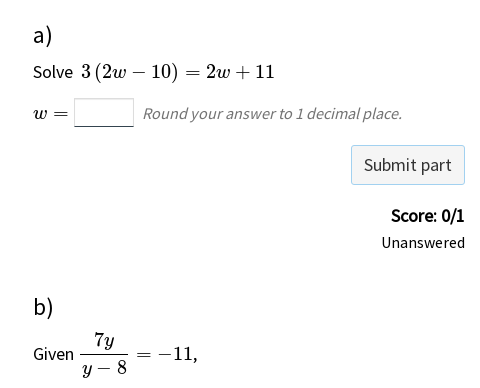 a)
Solve 3 (2w − 10) = 2w + 11
w = Round your answer to 1 decimal place.
Submit part
Score: 0/1
Unanswered
b)
Given 7y / y − 8 = −11,